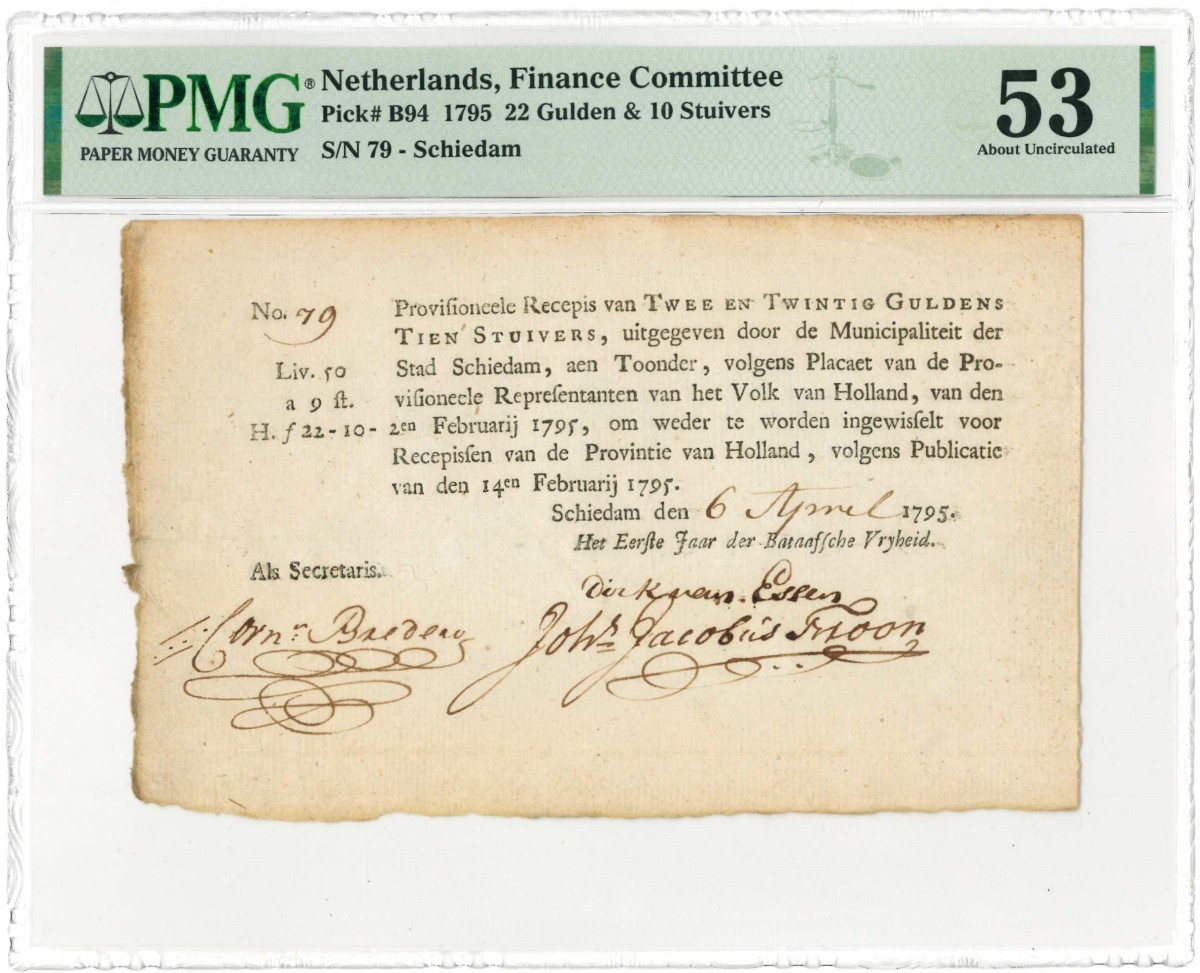 PMG®
PAPER MONEY GUARANTY
Netherlands, Finance Committee
Pick# B94 1795 22 Gulden & 10 Stuivers
S/N 79 - Schiedam
53
About Uncirculated
No. 79
Liv. 50
a 9 ſt.
H. f 22-10-
Proviſioneele Recepis van TWEE EN TWINTIG GULDENS
TIEN STUIVERS, uitgegeven door de Municipaliteit der
Stad Schiedam, aen Toonder, volgens Placaet van de Pro-
viſioneele Repreſentanten van het Volk van Holland, van den
2en Februarij 1795, om weder te worden ingewiſſelt voor
Recepiſſen van de Provintie van Holland, volgens Publicatie
van den 14en Februarij 1795.
Schiedam den 6 April 1795.
Het Eerſte Jaar der Bataafſche Vryheid.
Als Secretaris.
Dirk van Essen
Corns. Bredero
Johs. Jacobus